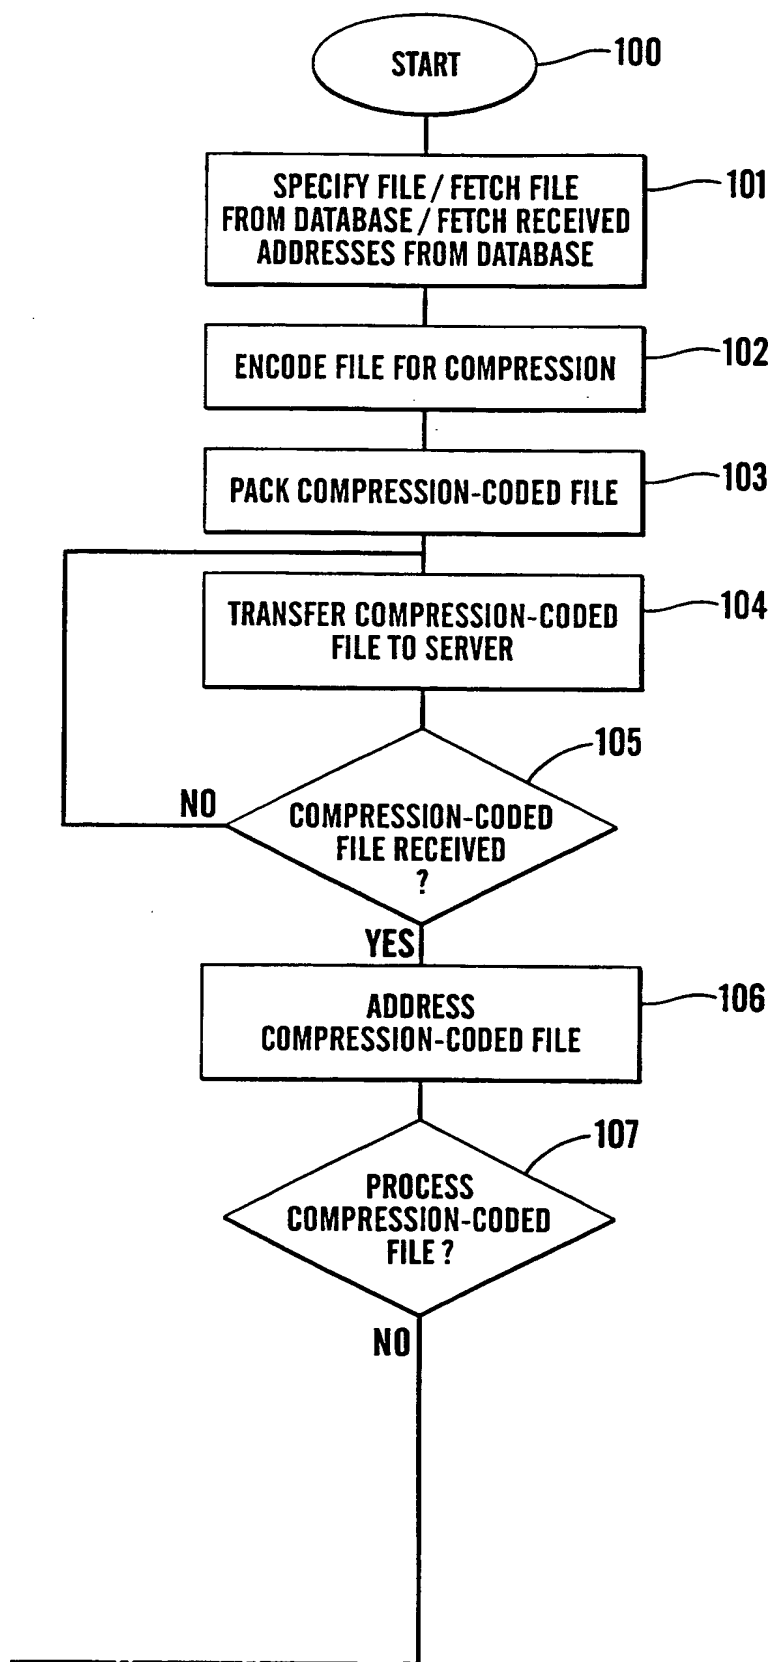 START
100
SPECIFY FILE / FETCH FILE
FROM DATABASE / FETCH RECEIVED
ADDRESSES FROM DATABASE
101
ENCODE FILE FOR COMPRESSION
102
PACK COMPRESSION-CODED FILE
103
TRANSFER COMPRESSION-CODED
FILE TO SERVER
104
105
NO
COMPRESSION-CODED
FILE RECEIVED
?
YES
ADDRESS
COMPRESSION-CODED FILE
106
107
PROCESS
COMPRESSION-CODED
FILE ?
NO